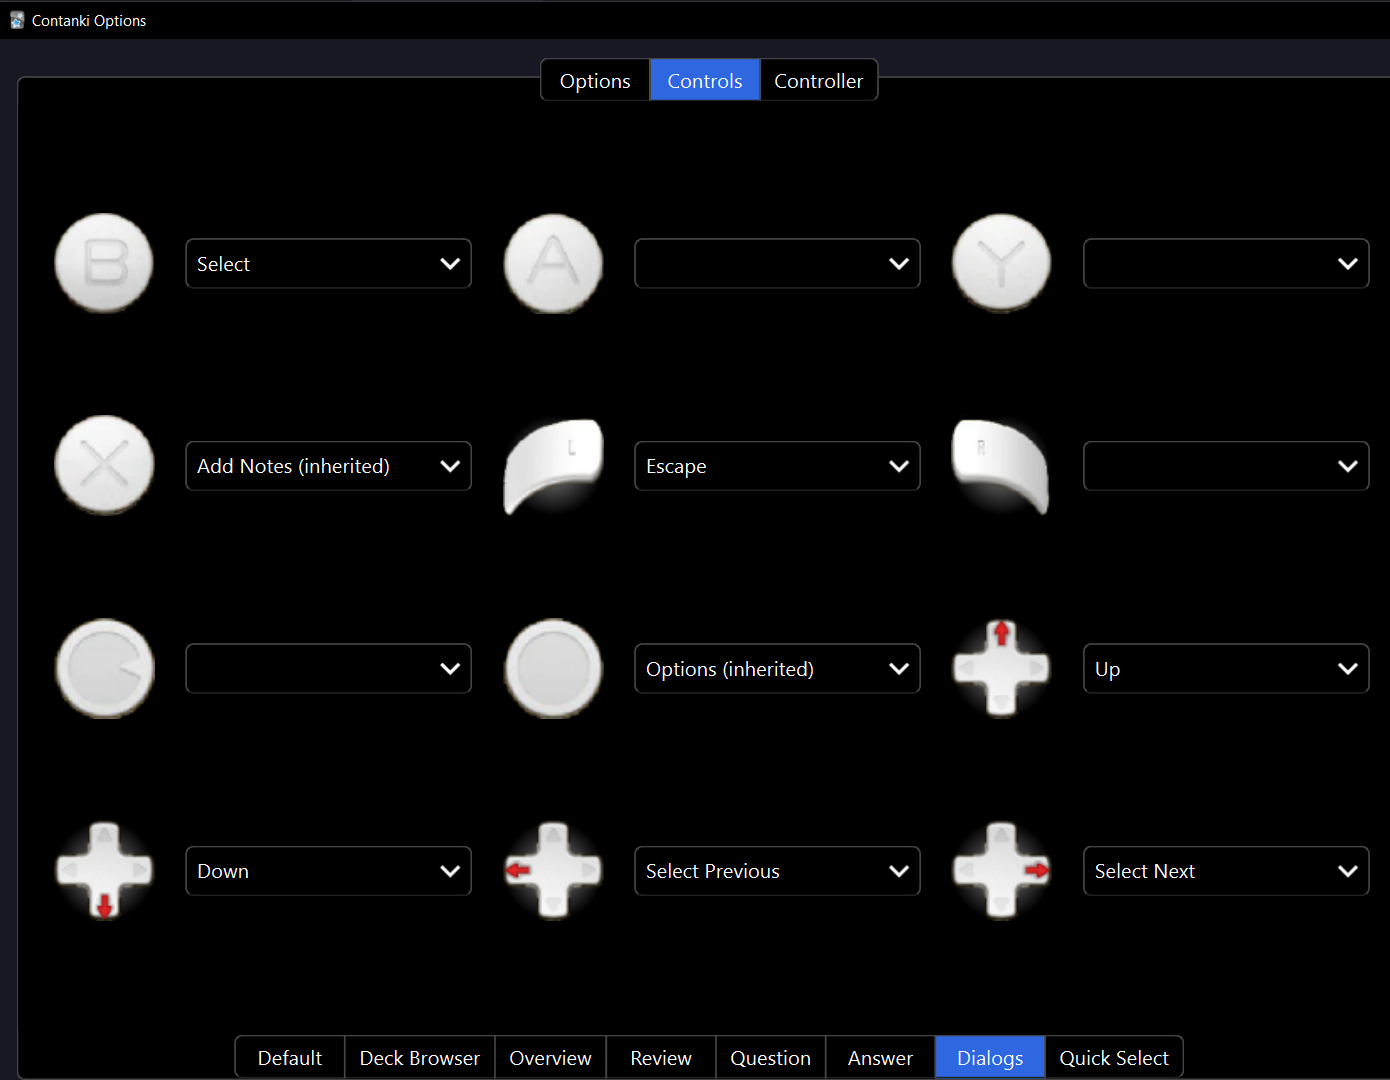 Contanki Options
Options Controls Controller
B Select A Y
X Add Notes (inherited) L Escape R
Options (inherited) Up
Down Select Previous Select Next
Default Deck Browser Overview Review Question Answer Dialogs Quick Select